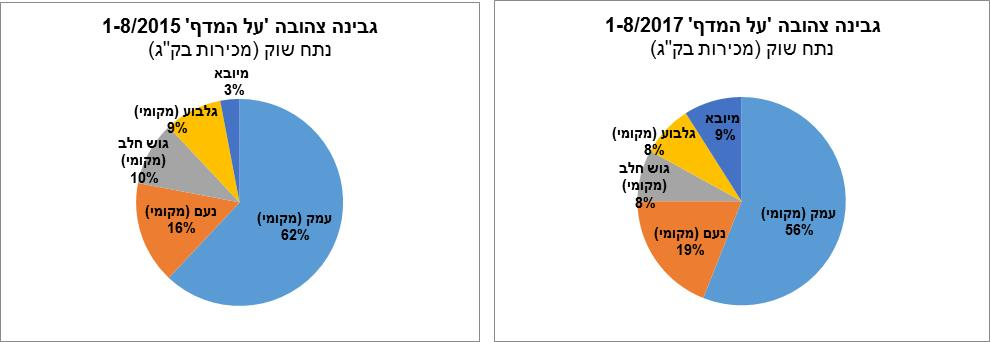 גבינה צהובה 'על המדף' 1-8/2017
נתח שוק (מכירות בק"ג)
מיובא
9%
גלבוע (מקומי)
8%
גוש חלב
(מקומי)
8%
נעם (מקומי)
19%
עמק (מקומי)
56%
גבינה צהובה 'על המדף' 1-8/2015
נתח שוק (מכירות בק"ג)
מיובא
3%
גלבוע (מקומי)
9%
גוש חלב
(מקומי)
10%
נעם (מקומי)
16%
עמק (מקומי)
62%